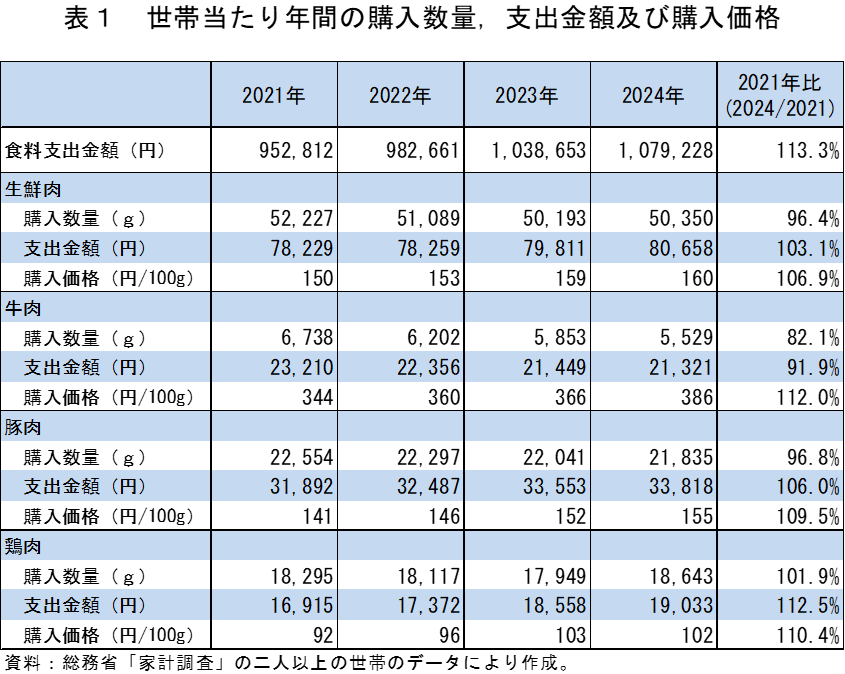 表１　世帯当たり年間の購入数量，支出金額及び購入価格
2021年 2022年 2023年 2024年 2021年比
(2024/2021)
食料支出金額（円） 952,812 982,661 1,038,653 1,079,228 113.3%
生鮮肉
購入数量（ｇ） 52,227 51,089 50,193 50,350 96.4%
支出金額（円） 78,229 78,259 79,811 80,658 103.1%
購入価格（円/100g） 150 153 159 160 106.9%
牛肉
購入数量（ｇ） 6,738 6,202 5,853 5,529 82.1%
支出金額（円） 23,210 22,356 21,449 21,321 91.9%
購入価格（円/100g） 344 360 366 386 112.0%
豚肉
購入数量（ｇ） 22,554 22,297 22,041 21,835 96.8%
支出金額（円） 31,892 32,487 33,553 33,818 106.0%
購入価格（円/100g） 141 146 152 155 109.5%
鶏肉
購入数量（ｇ） 18,295 18,117 17,949 18,643 101.9%
支出金額（円） 16,915 17,372 18,558 19,033 112.5%
購入価格（円/100g） 92 96 103 102 110.4%
資料：総務省「家計調査」の二人以上の世帯のデータにより作成。